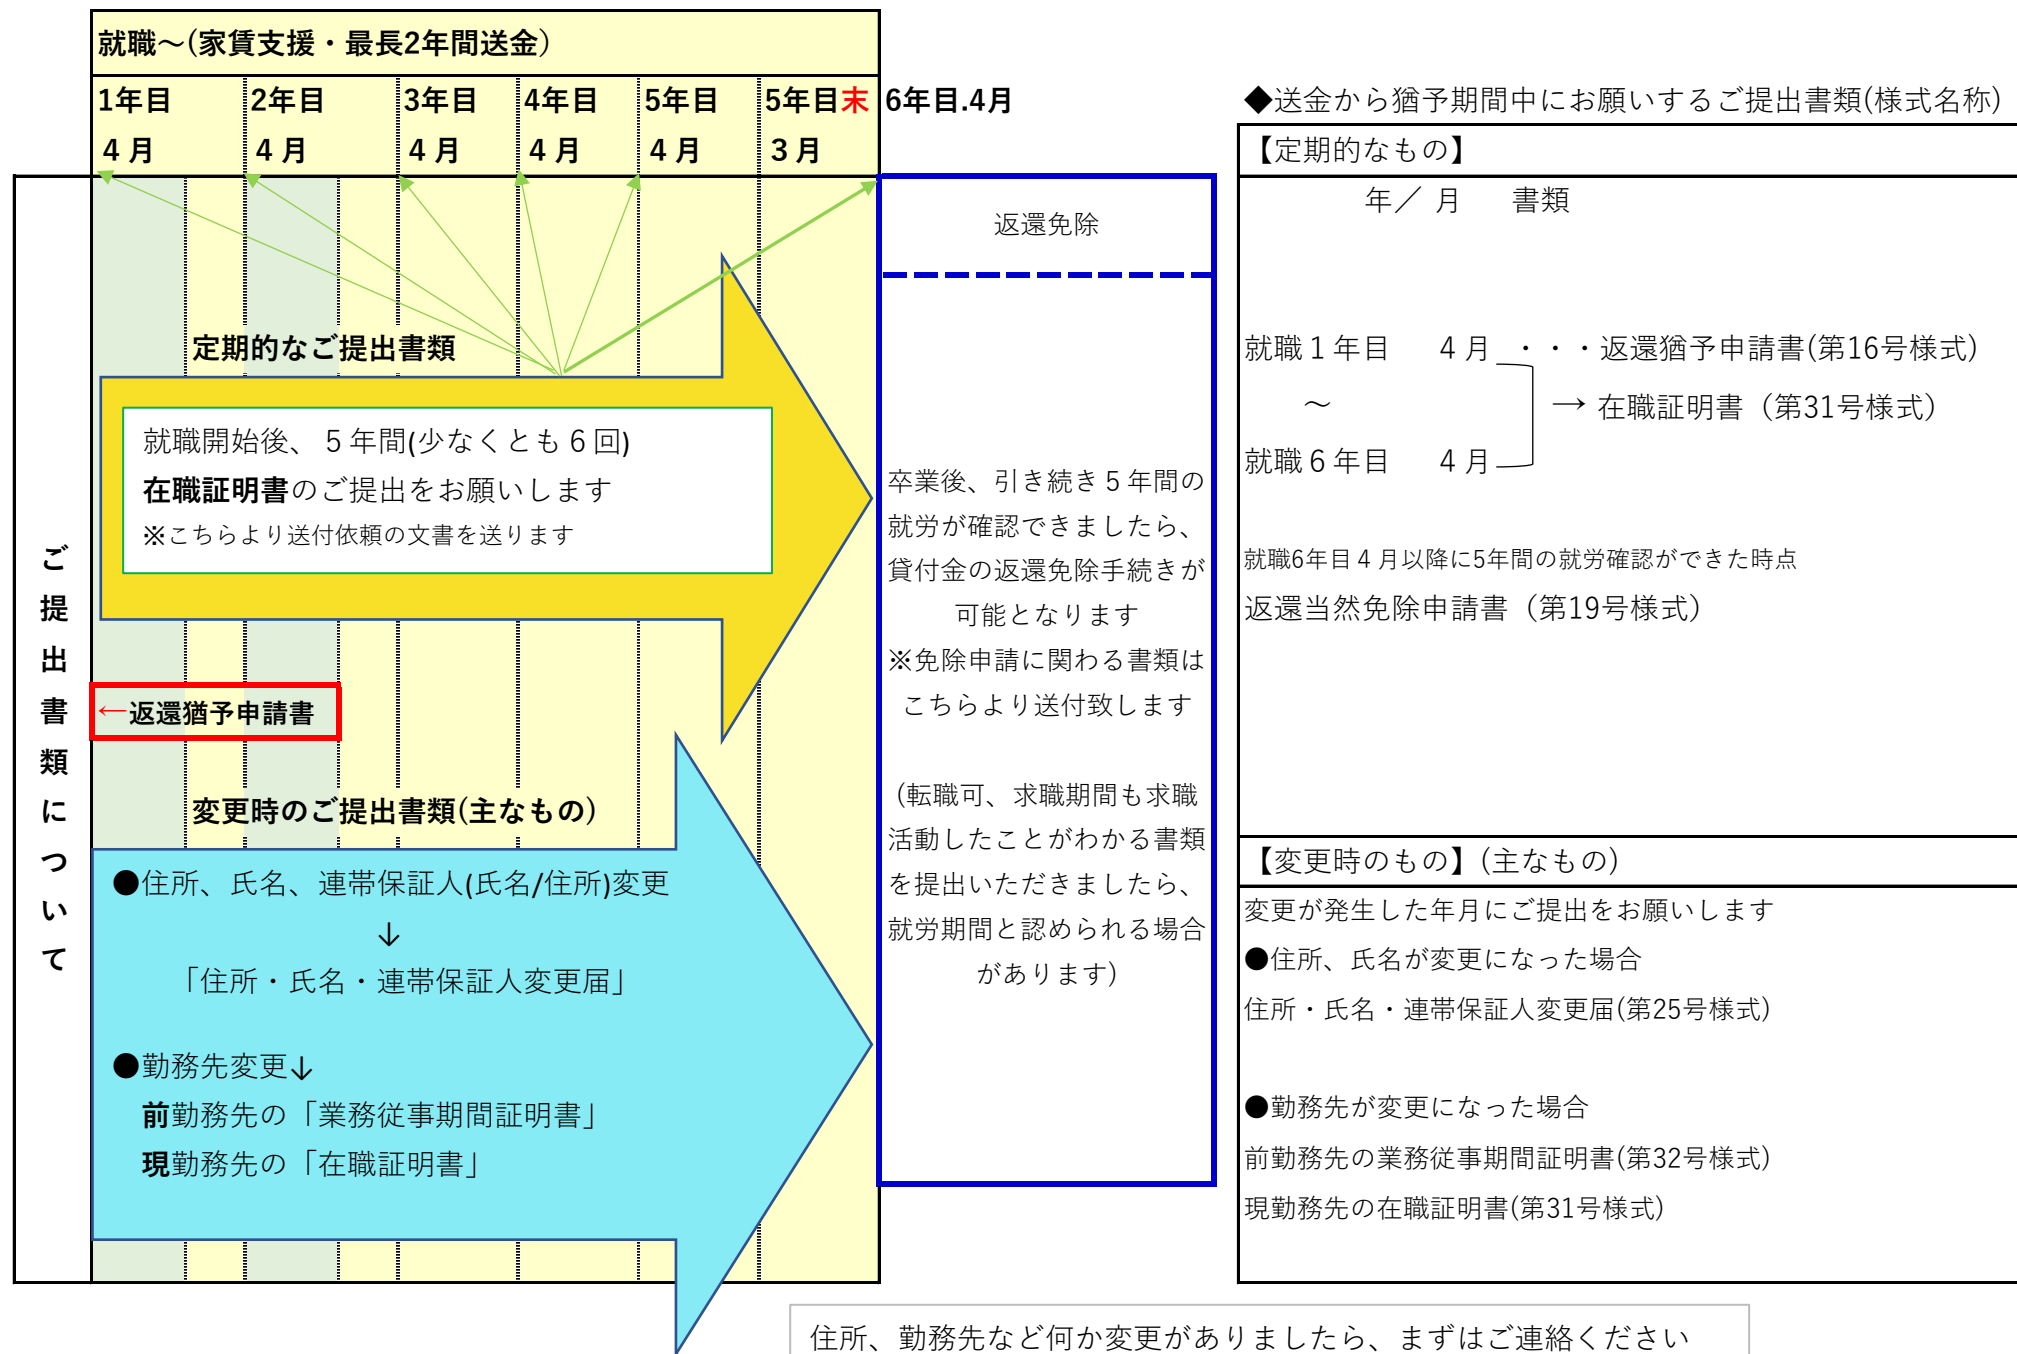 就職～(家賃支援・最長2年間送金)
1年目 2年目 3年目 4年目 5年目 5年目末 6年目.4月
４月 ４月 ４月 ４月 ４月 ３月
ご提出書類について
定期的なご提出書類
就職開始後、５年間(少なくとも６回)
在職証明書のご提出をお願いします
※こちらより送付依頼の文書を送ります
←返還猶予申請書
変更時のご提出書類(主なもの)
●住所、氏名、連帯保証人(氏名/住所)変更
↓
「住所・氏名・連帯保証人変更届」
●勤務先変更↓
前勤務先の「業務従事期間証明書」
現勤務先の「在職証明書」
返還免除
卒業後、引き続き５年間の
就労が確認できましたら、
貸付金の返還免除手続きが
可能となります
※免除申請に関わる書類は
こちらより送付致します
(転職可、求職期間も求職
活動したことがわかる書類
を提出いただきましたら、
就労期間と認められる場合
があります)
◆送金から猶予期間中にお願いするご提出書類(様式名称)
【定期的なもの】
年／ 月 書類
就職１年目 ４月 ・・・返還猶予申請書(第16号様式)
～ → 在職証明書（第31号様式）
就職６年目 ４月
就職6年目４月以降に5年間の就労確認ができた時点
返還当然免除申請書（第19号様式）
【変更時のもの】(主なもの)
変更が発生した年月にご提出をお願いします
●住所、氏名が変更になった場合
住所・氏名・連帯保証人変更届(第25号様式)
●勤務先が変更になった場合
前勤務先の業務従事期間証明書(第32号様式)
現勤務先の在職証明書(第31号様式)
住所、勤務先など何か変更がありましたら、まずはご連絡ください